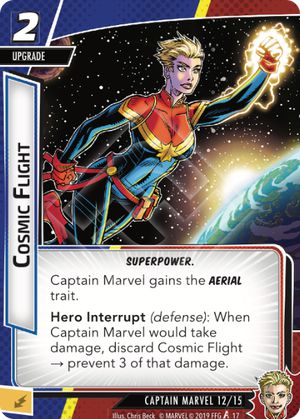 2
UPGRADE
COSMIC FLIGHT
SUPERPOWER.
Captain Marvel gains the AERIAL
trait.
Hero Interrupt (defense): When
Captain Marvel would take
damage, discard Cosmic Flight
→ prevent 3 of that damage.
CAPTAIN MARVEL 12/15
Illus. Chris Beck © MARVEL © 2019 FFG 17